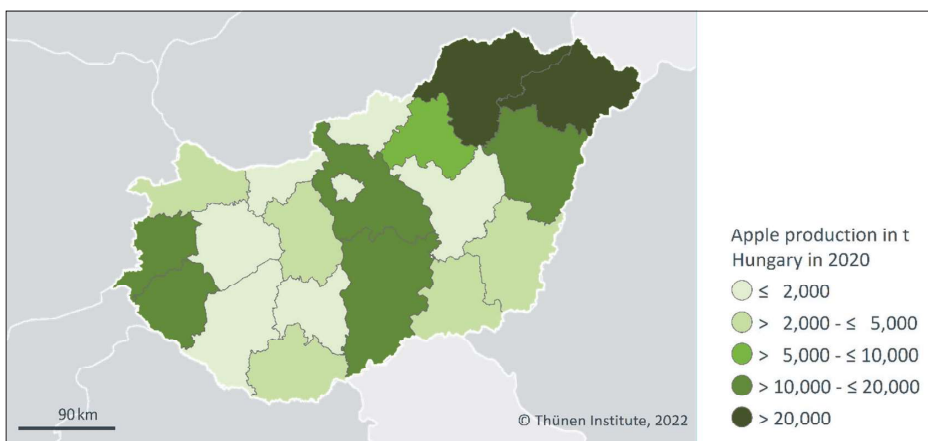 Apple production in t
Hungary in 2020
≤ 2,000
> 2,000 - ≤ 5,000
> 5,000 - ≤ 10,000
> 10,000 - ≤ 20,000
> 20,000
90 km
© Thünen Institute, 2022